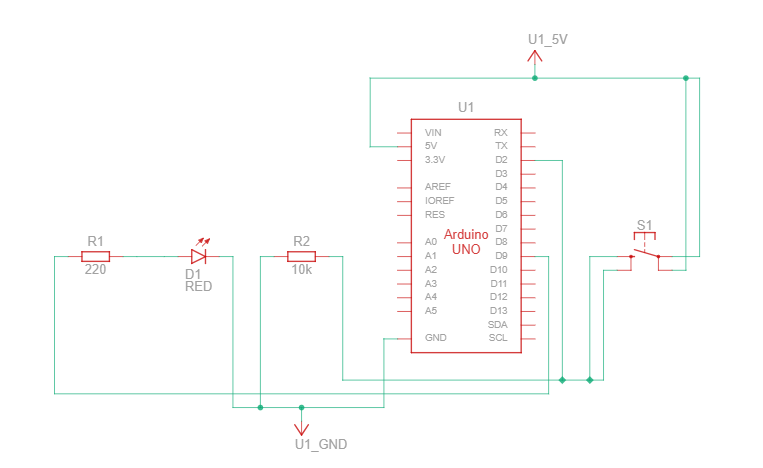 U1_5V
U1
VIN
RX
5V
TX
3.3V
D2
D3
AREF
D4
IOREF
D5
RES
D6
D7
S1
Arduino
UNO
A0
D8
A1
D9
A2
D10
A3
D11
A4
D12
A5
D13
SDA
GND
SCL
R1
220
D1
RED
R2
10k
U1_GND